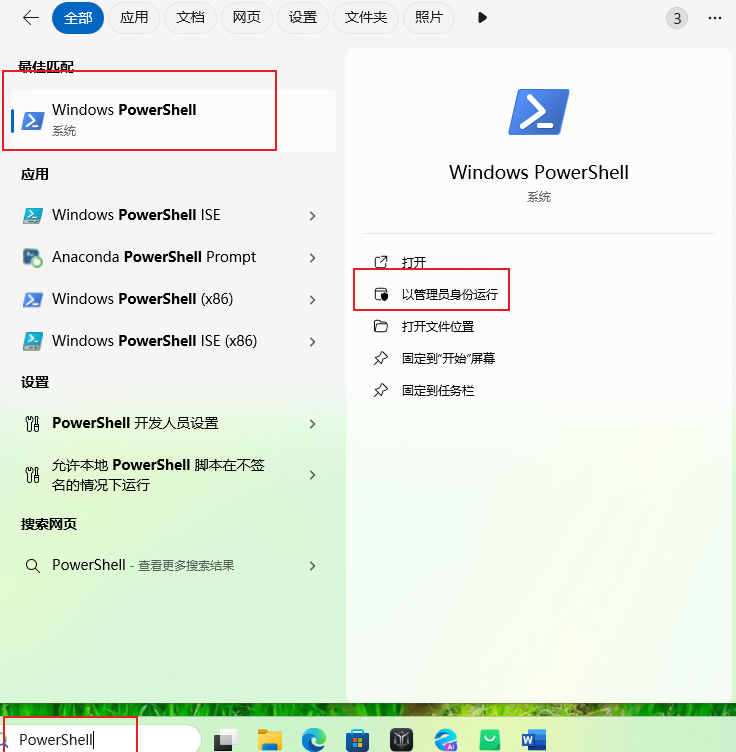 全部 应用 文档 网页 设置 文件夹 照片 3
最佳匹配
Windows PowerShell
系统
应用
Windows PowerShell ISE
Anaconda PowerShell Prompt
Windows PowerShell (x86)
Windows PowerShell ISE (x86)
设置
PowerShell 开发人员设置
允许本地 PowerShell 脚本在不签
名的情况下运行
搜索网页
PowerShell - 查看更多搜索结果
Windows PowerShell
系统
打开
以管理员身份运行
打开文件位置
固定到"开始"屏幕
固定到任务栏
PowerShell
AI
W